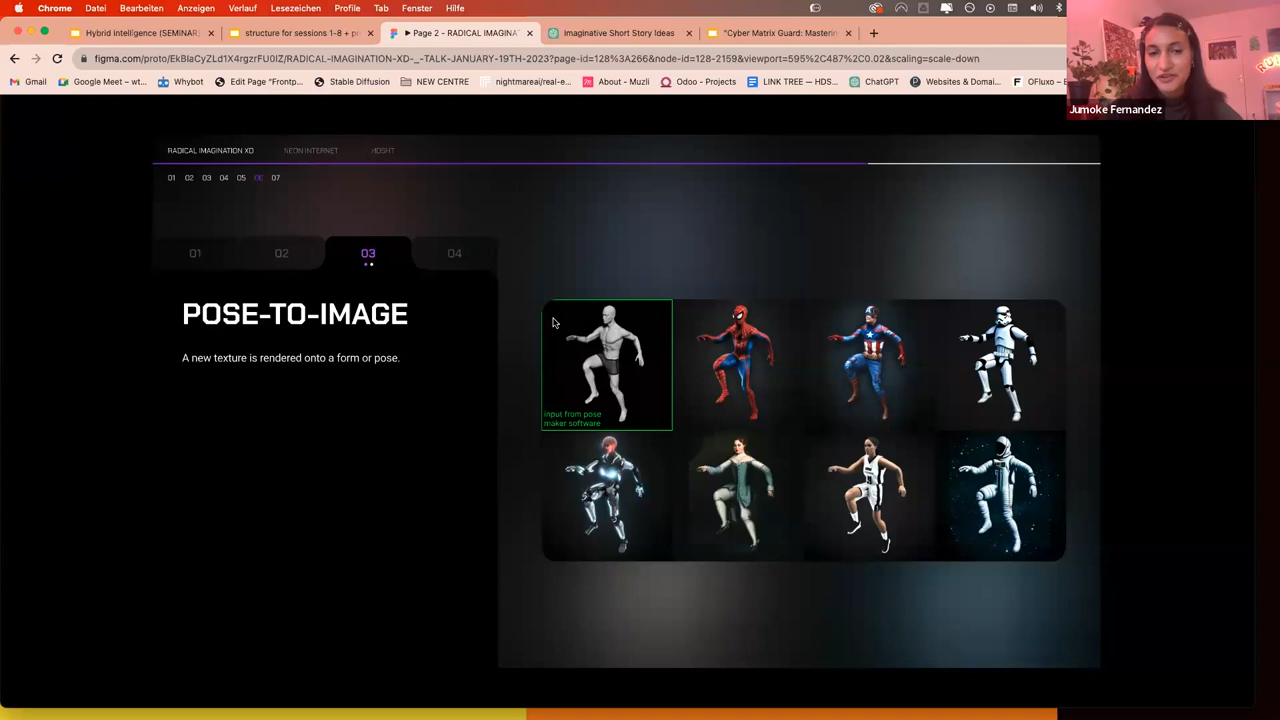 Chrome Datei Bearbeiten Anzeigen Verlauf Lesezeichen Profile Tab Fenster Hilfe
Hybrid intelligence (SEMINAR) structure for sessions 1-8 + p Page 2 - RADICAL IMAGINA Imaginative Short Story Ideas "Cyber Matrix Guard: Masterin
figma.com/proto/EkBIaCyZLd1X4rgzrFU0IZ/RADICAL-IMAGINATION-XD-_-TALK-JANUARY-19TH-2023?page-id=128%3A266&node-id=128-2159&viewport=595%2C487%2C0.02&scaling=scale-down
Gmail Google Meet – wt... Whybot Edit Page "Frontp... Stable Diffusion NEW CENTRE nightmareai/real-e... About - Muzli Odoo - Projects LINK TREE | HDS... ChatGPT Websites & Domai... OFluxo – B...
Jumoke Fernandez
RADICAL IMAGINATION XD NEON INTERNET HOSHT
01 02 03 04 05 06 07
01 02 03 04
POSE-TO-IMAGE
A new texture is rendered onto a form or pose.
input from pose
maker software